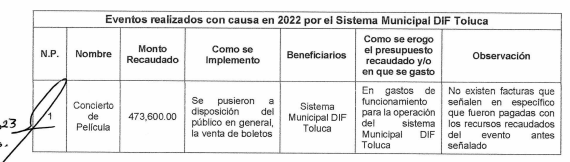 Eventos realizados con causa en 2022 por el Sistema Municipal DIF Toluca
N.P.
Nombre
Monto
Recaudado
Como se
Implemento
Beneficiarios
Como se erogo
el presupuesto
recaudado y/o
en que se gasto
Observación
1
Concierto
de
Película
473,600.00
Se pusieron a
disposición del
público en general,
la venta de boletos
Sistema
Municipal DIF
Toluca
En gastos de
funcionamiento
para la operación
del sistema
Municipal DIF
Toluca
No existen facturas que
señalen en específico
que fueron pagadas con
los recursos recaudados
del evento antes
señalado
23